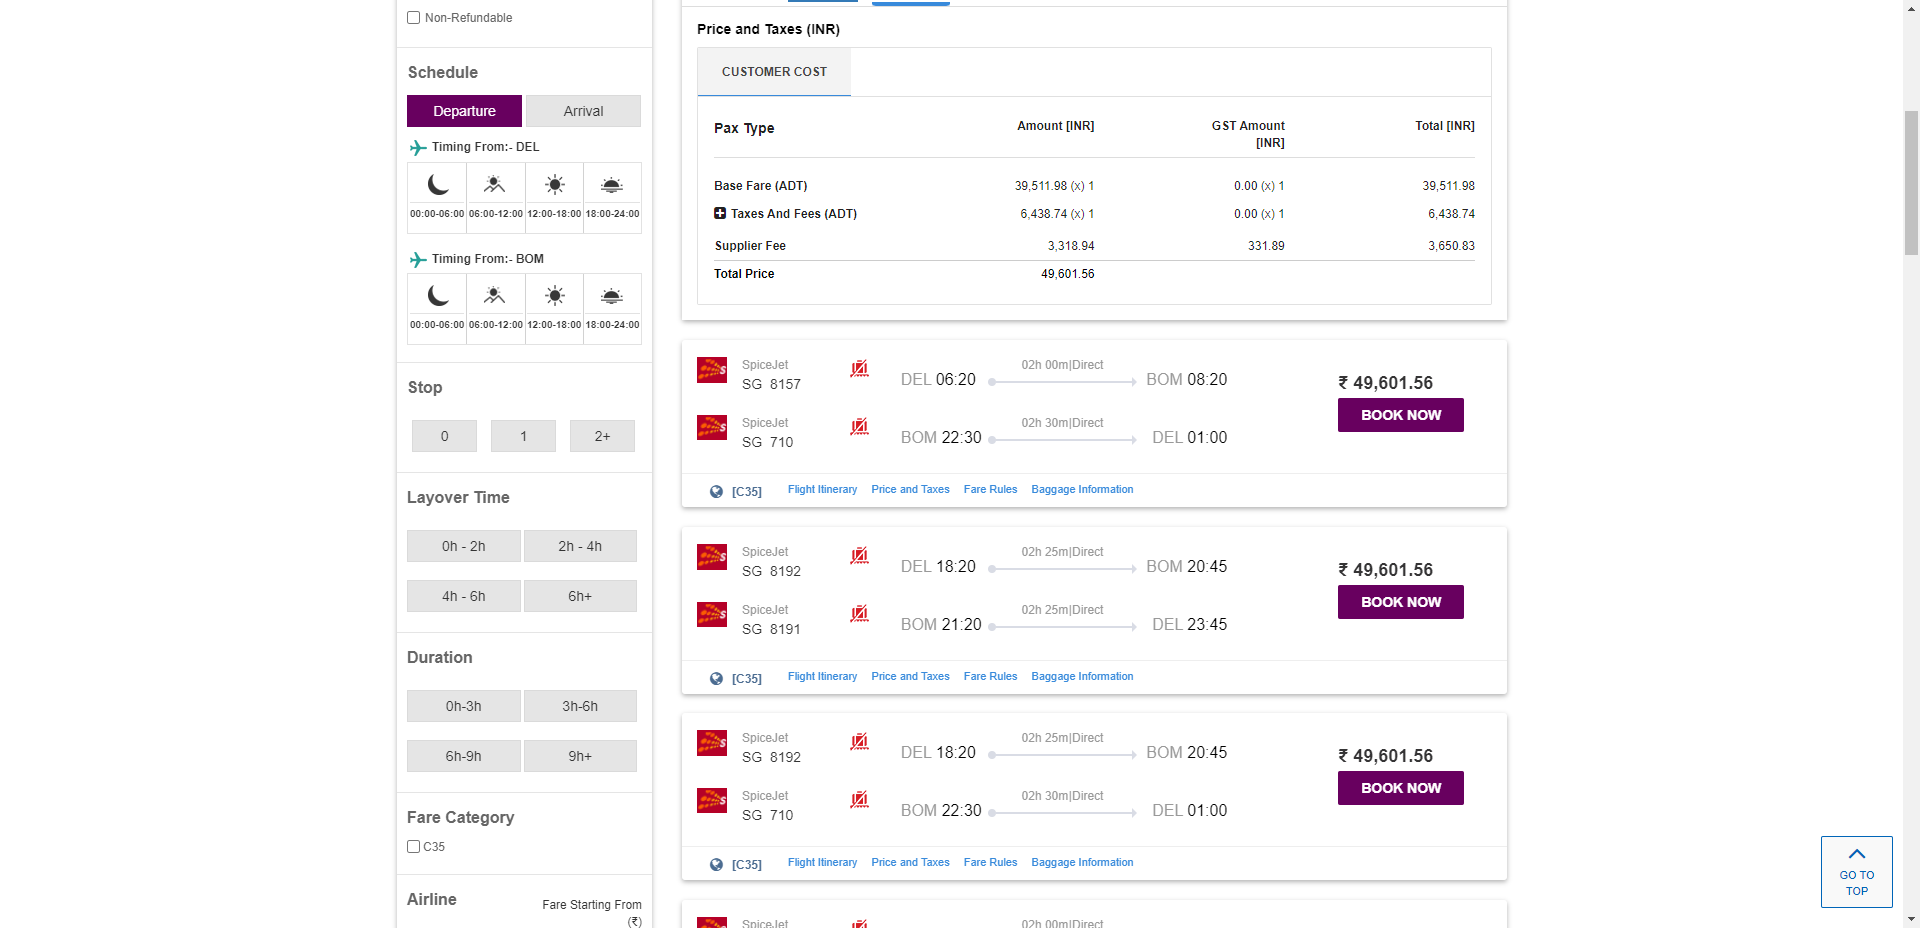 Non-Refundable
Schedule
Departure Arrival
Timing From:- DEL
00:00-06:00 06:00-12:00 12:00-18:00 18:00-24:00
Timing From:- BOM
00:00-06:00 06:00-12:00 12:00-18:00 18:00-24:00
Stop
0 1 2+
Layover Time
0h - 2h 2h - 4h
4h - 6h 6h+
Duration
0h-3h 3h-6h
6h-9h 9h+
Fare Category
C35
Airline Fare Starting From
(₹)
Price and Taxes (INR)
CUSTOMER COST
Pax Type Amount [INR] GST Amount Total [INR]
[INR]
Base Fare (ADT) 39,511.98 (x) 1 0.00 (x) 1 39,511.98
Taxes And Fees (ADT) 6,438.74 (x) 1 0.00 (x) 1 6,438.74
Supplier Fee 3,318.94 331.89 3,650.83
Total Price 49,601.56
SpiceJet 02h 00m|Direct
SG 8157 DEL 06:20 BOM 08:20 ₹ 49,601.56
BOOK NOW
SpiceJet 02h 30m|Direct
SG 710 BOM 22:30 DEL 01:00
[C35] Flight Itinerary Price and Taxes Fare Rules Baggage Information
SpiceJet 02h 25m|Direct
SG 8192 DEL 18:20 BOM 20:45 ₹ 49,601.56
BOOK NOW
SpiceJet 02h 25m|Direct
SG 8191 BOM 21:20 DEL 23:45
[C35] Flight Itinerary Price and Taxes Fare Rules Baggage Information
SpiceJet 02h 25m|Direct
SG 8192 DEL 18:20 BOM 20:45 ₹ 49,601.56
BOOK NOW
SpiceJet 02h 30m|Direct
SG 710 BOM 22:30 DEL 01:00
[C35] Flight Itinerary Price and Taxes Fare Rules Baggage Information
SpiceJet 02h 00m|Direct
GO TO
TOP